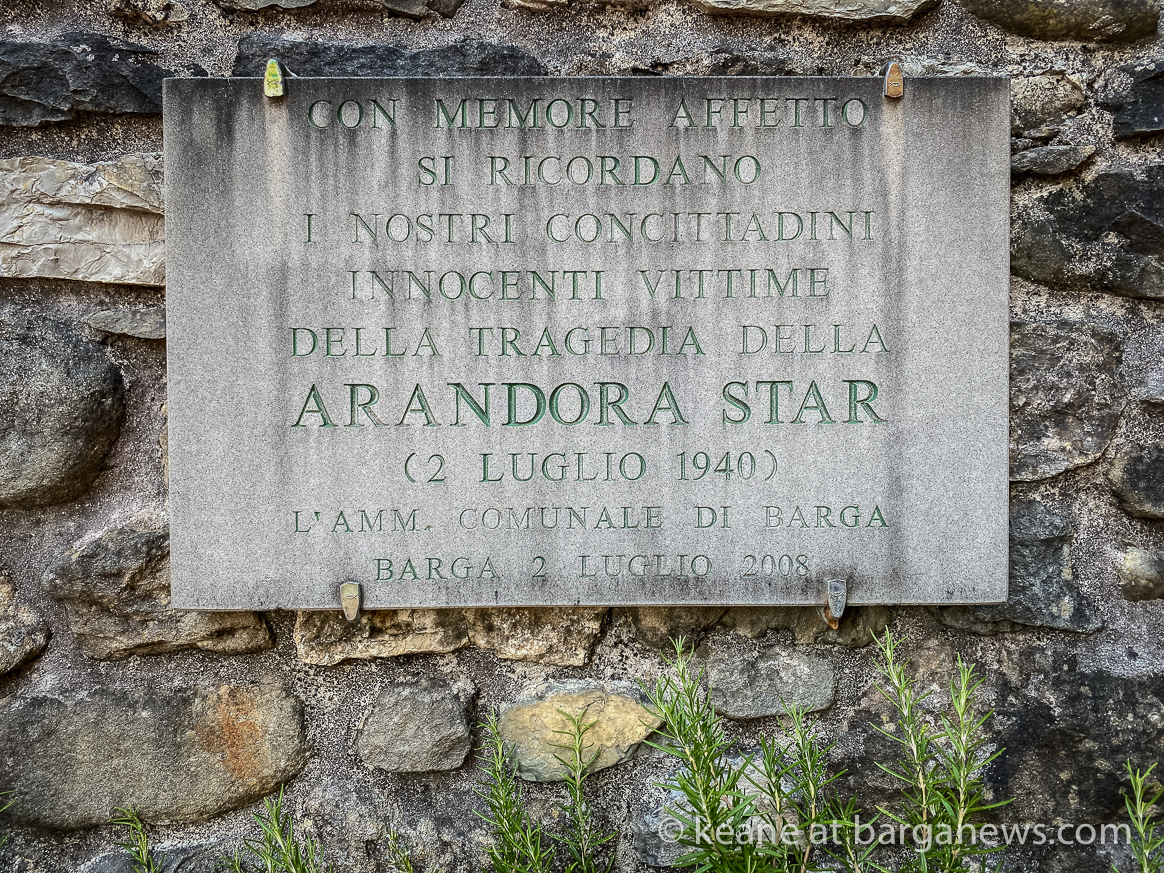 CON MEMORE AFFETTO
SI RICORDANO
I NOSTRI CONCITTADINI
INNOCENTI VITTIME
DELLA TRAGEDIA DELLA
ARANDORA STAR
(2 LUGLIO 1940)
L'AMM. COMUNALE DI BARGA
BARGA 2 LUGLIO 2008
© keane at barganews.com